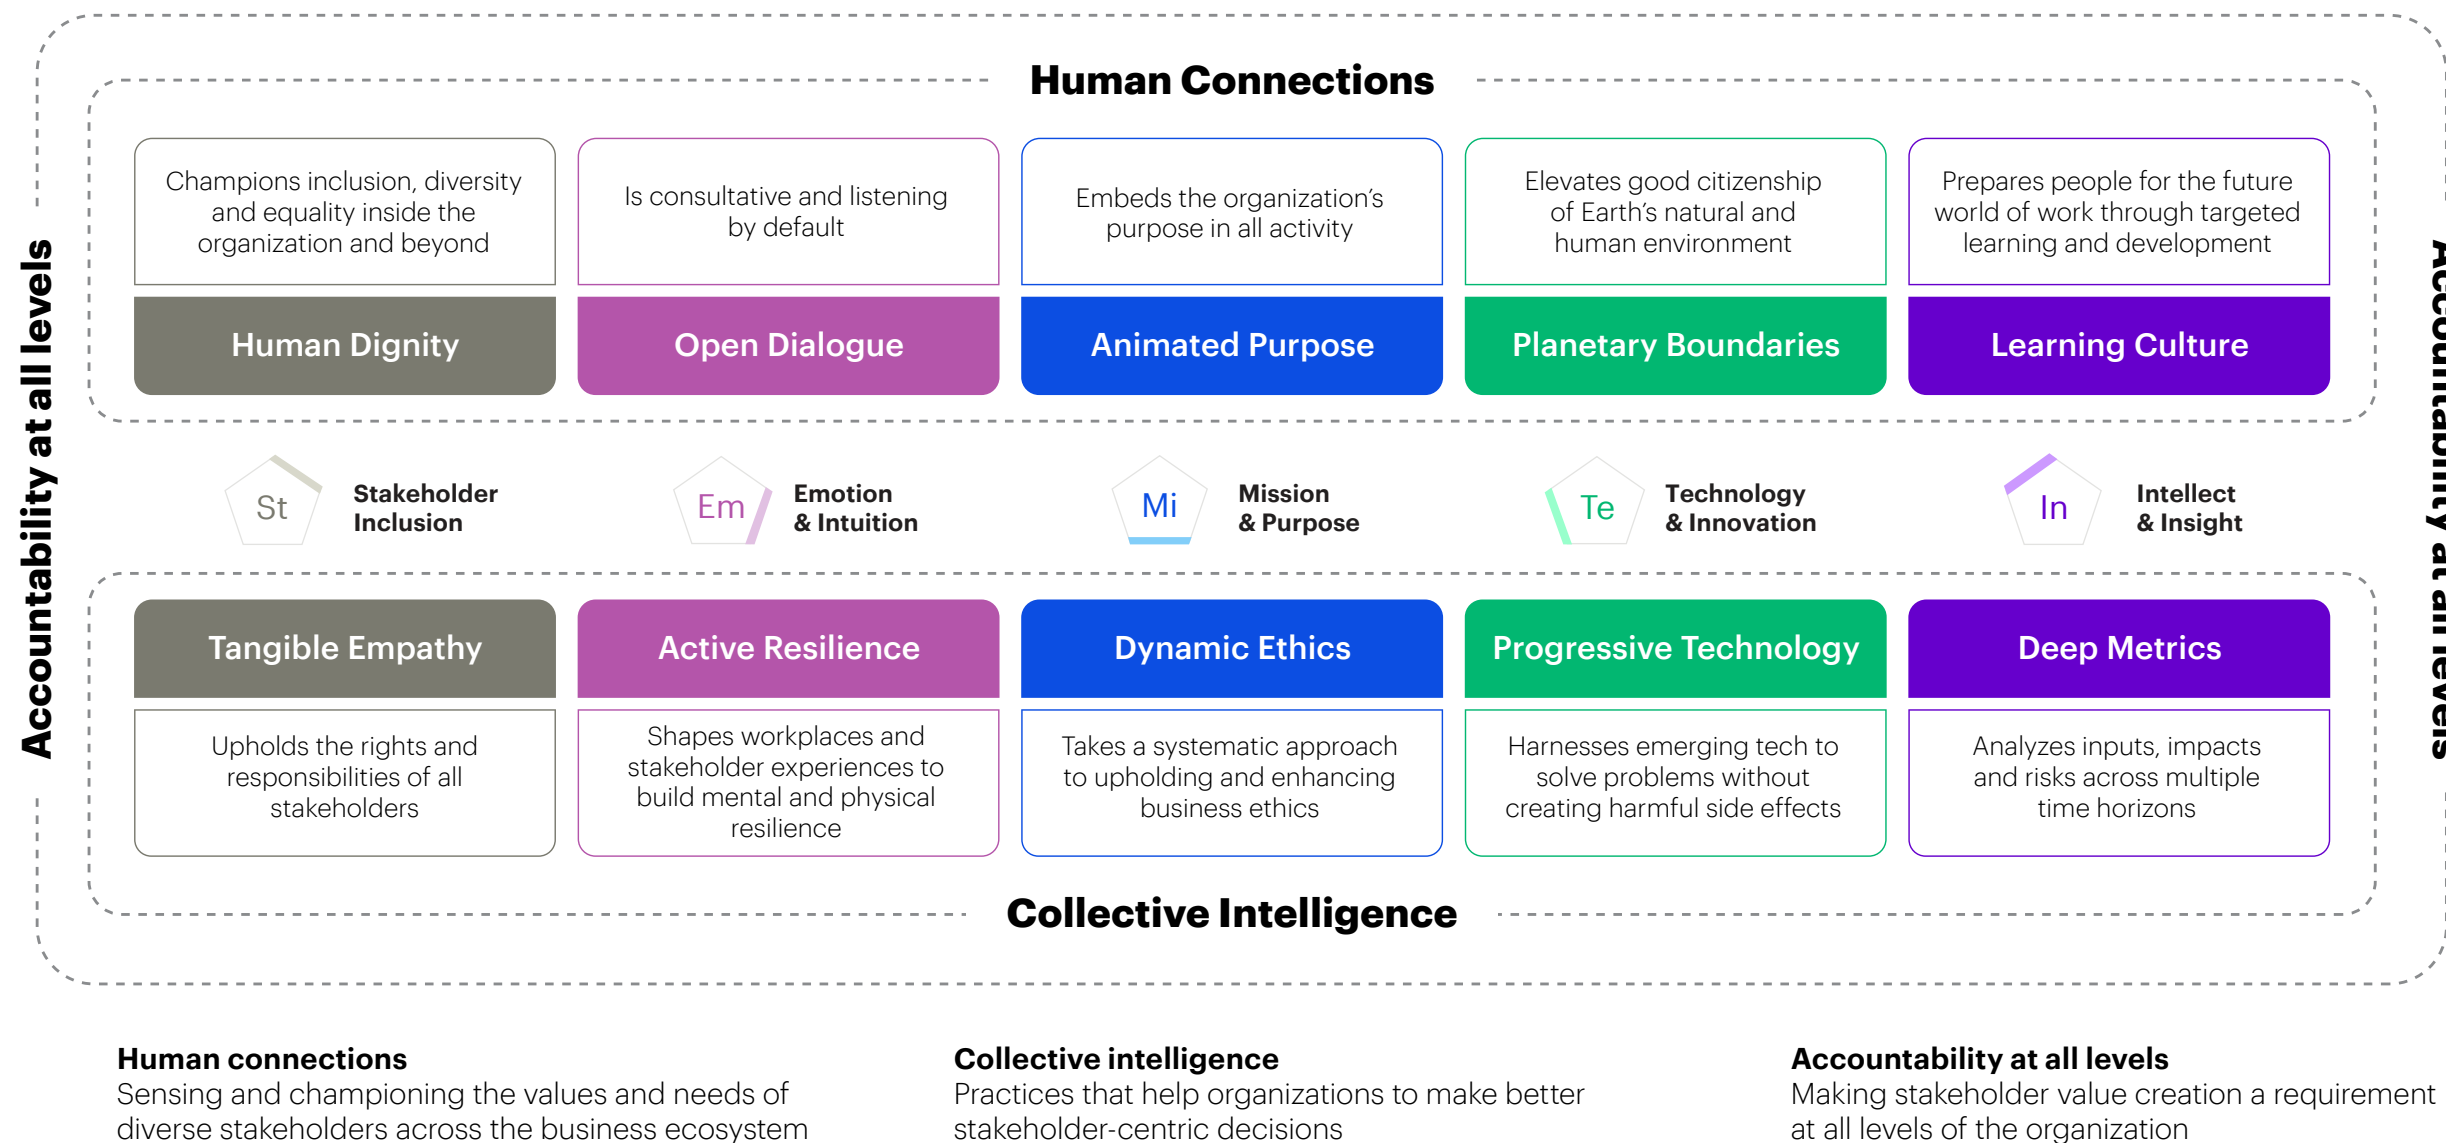 Human Connections
Champions inclusion, diversity
and equality inside the
organization and beyond
Human Dignity
Is consultative and listening
by default
Open Dialogue
Embeds the organization's
purpose in all activity
Animated Purpose
Elevates good citizenship
of Earth's natural and
human environment
Planetary Boundaries
Prepares people for the future
world of work through targeted
learning and development
Learning Culture
Accountability at all levels
St
Stakeholder
Inclusion
Em
Emotion
& Intuition
Mi
Mission
& Purpose
Te
Technology
& Innovation
In
Intellect
& Insight
Accountability at all levels
Tangible Empathy
Upholds the rights and
responsibilities of all
stakeholders
Active Resilience
Shapes workplaces and
stakeholder experiences to
build mental and physical
resilience
Dynamic Ethics
Takes a systematic approach
to upholding and enhancing
business ethics
Progressive Technology
Harnesses emerging tech to
solve problems without
creating harmful side effects
Deep Metrics
Analyzes inputs, impacts
and risks across multiple
time horizons
Collective Intelligence
Human connections
Sensing and championing the values and needs of
diverse stakeholders across the business ecosystem
Collective intelligence
Practices that help organizations to make better
stakeholder-centric decisions
Accountability at all levels
Making stakeholder value creation a requirement
at all levels of the organization